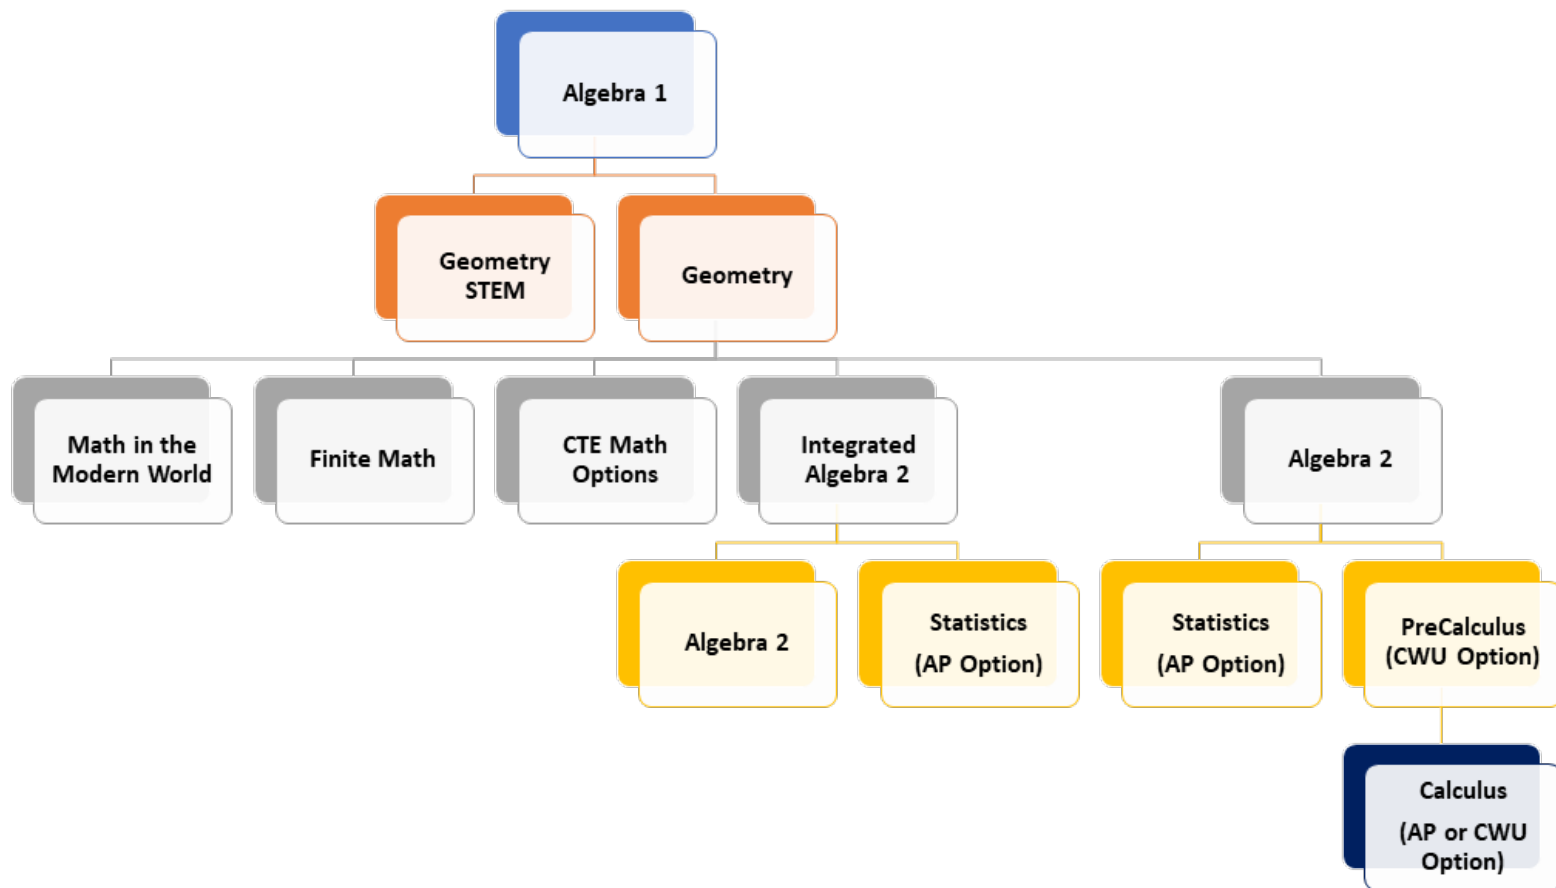 Algebra 1
Geometry
STEM
Geometry
Math in the
Modern World
Finite Math
CTE Math
Options
Integrated
Algebra 2
Algebra 2
Algebra 2
Statistics
(AP Option)
Statistics
(AP Option)
PreCalculus
(CWU Option)
Calculus
(AP or CWU
Option)